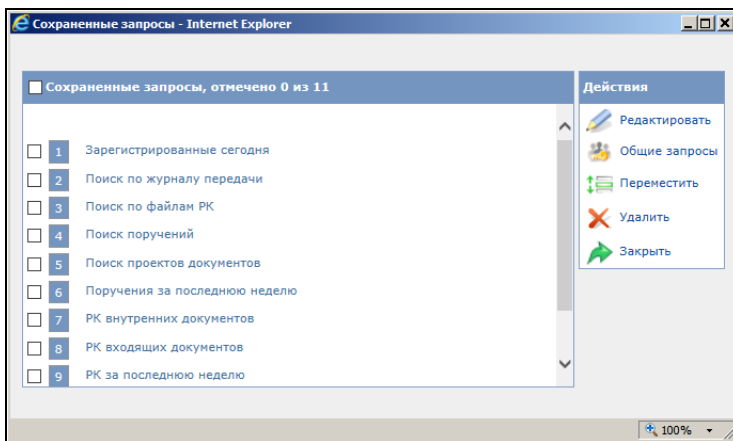 Сохраненные запросы - Internet Explorer
Сохраненные запросы, отмечено 0 из 11
1 Зарегистрированные сегодня
2 Поиск по журналу передачи
3 Поиск по файлам РК
4 Поиск поручений
5 Поиск проектов документов
6 Поручения за последнюю неделю
7 РК внутренних документов
8 РК входящих документов
9 РК за последнюю неделю
Действия
Редактировать
Общие запросы
Переместить
Удалить
Закрыть
100%